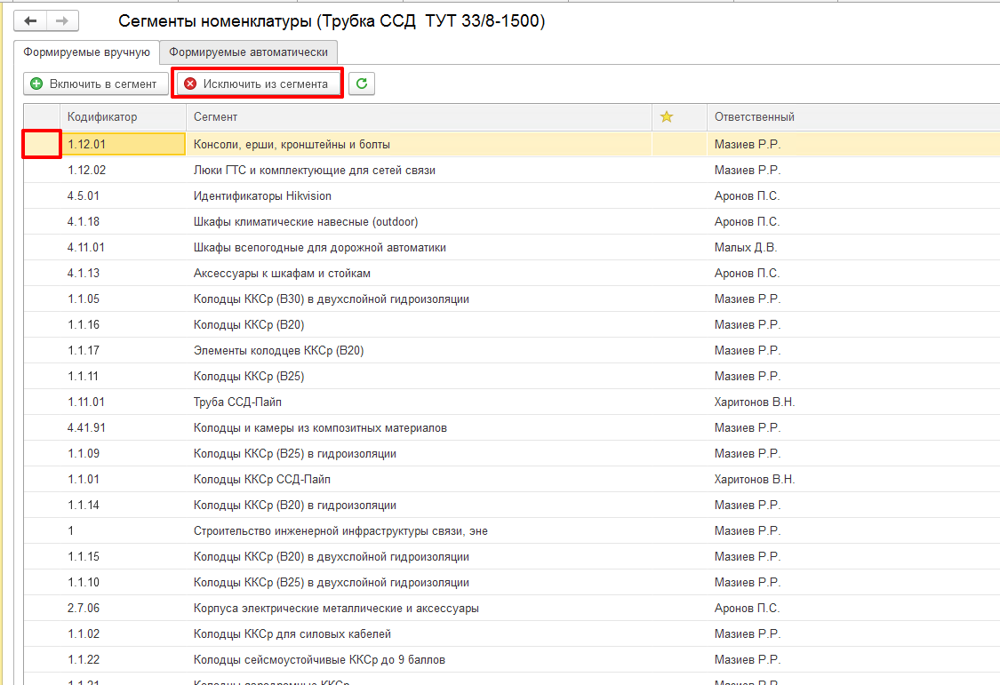 Сегменты номенклатуры (Трубка ССД ТУТ 33/8-1500)
Формируемые вручную Формируемые автоматически
Включить в сегмент Исключить из сегмента
Кодификатор Сегмент Ответственный
1.12.01 Консоли, ерши, кронштейны и болты Мазиев Р.Р.
1.12.02 Люки ГТС и комплектующие для сетей связи Мазиев Р.Р.
4.5.01 Идентификаторы Hikvision Аронов П.С.
4.1.18 Шкафы климатические навесные (outdoor) Аронов П.С.
4.11.01 Шкафы всепогодные для дорожной автоматики Малых Д.В.
4.1.13 Аксессуары к шкафам и стойкам Аронов П.С.
1.1.05 Колодцы ККСр (В30) в двухслойной гидроизоляции Мазиев Р.Р.
1.1.16 Колодцы ККСр (В20) Мазиев Р.Р.
1.1.17 Элементы колодцев ККСр (В20) Мазиев Р.Р.
1.1.11 Колодцы ККСр (В25) Мазиев Р.Р.
1.11.01 Труба ССД-Пайп Харитонов В.Н.
4.41.91 Колодцы и камеры из композитных материалов Мазиев Р.Р.
1.1.09 Колодцы ККСр (В25) в гидроизоляции Мазиев Р.Р.
1.1.01 Колодцы ККСр ССД-Пайп Харитонов В.Н.
1.1.14 Колодцы ККСр (В20) в гидроизоляции Мазиев Р.Р.
1 Строительство инженерной инфраструктуры связи, эне Мазиев Р.Р.
1.1.15 Колодцы ККСр (В20) в двухслойной гидроизоляции Мазиев Р.Р.
1.1.10 Колодцы ККСр (В25) в двухслойной гидроизоляции Мазиев Р.Р.
2.7.06 Корпуса электрические металлические и аксессуары Аронов П.С.
1.1.02 Колодцы ККСр для силовых кабелей Мазиев Р.Р.
1.1.22 Колодцы сейсмоустойчивые ККСр до 9 баллов Мазиев Р.Р.
1.1.21 Колодцы аэродромные ККСр Мазиев Р.Р.